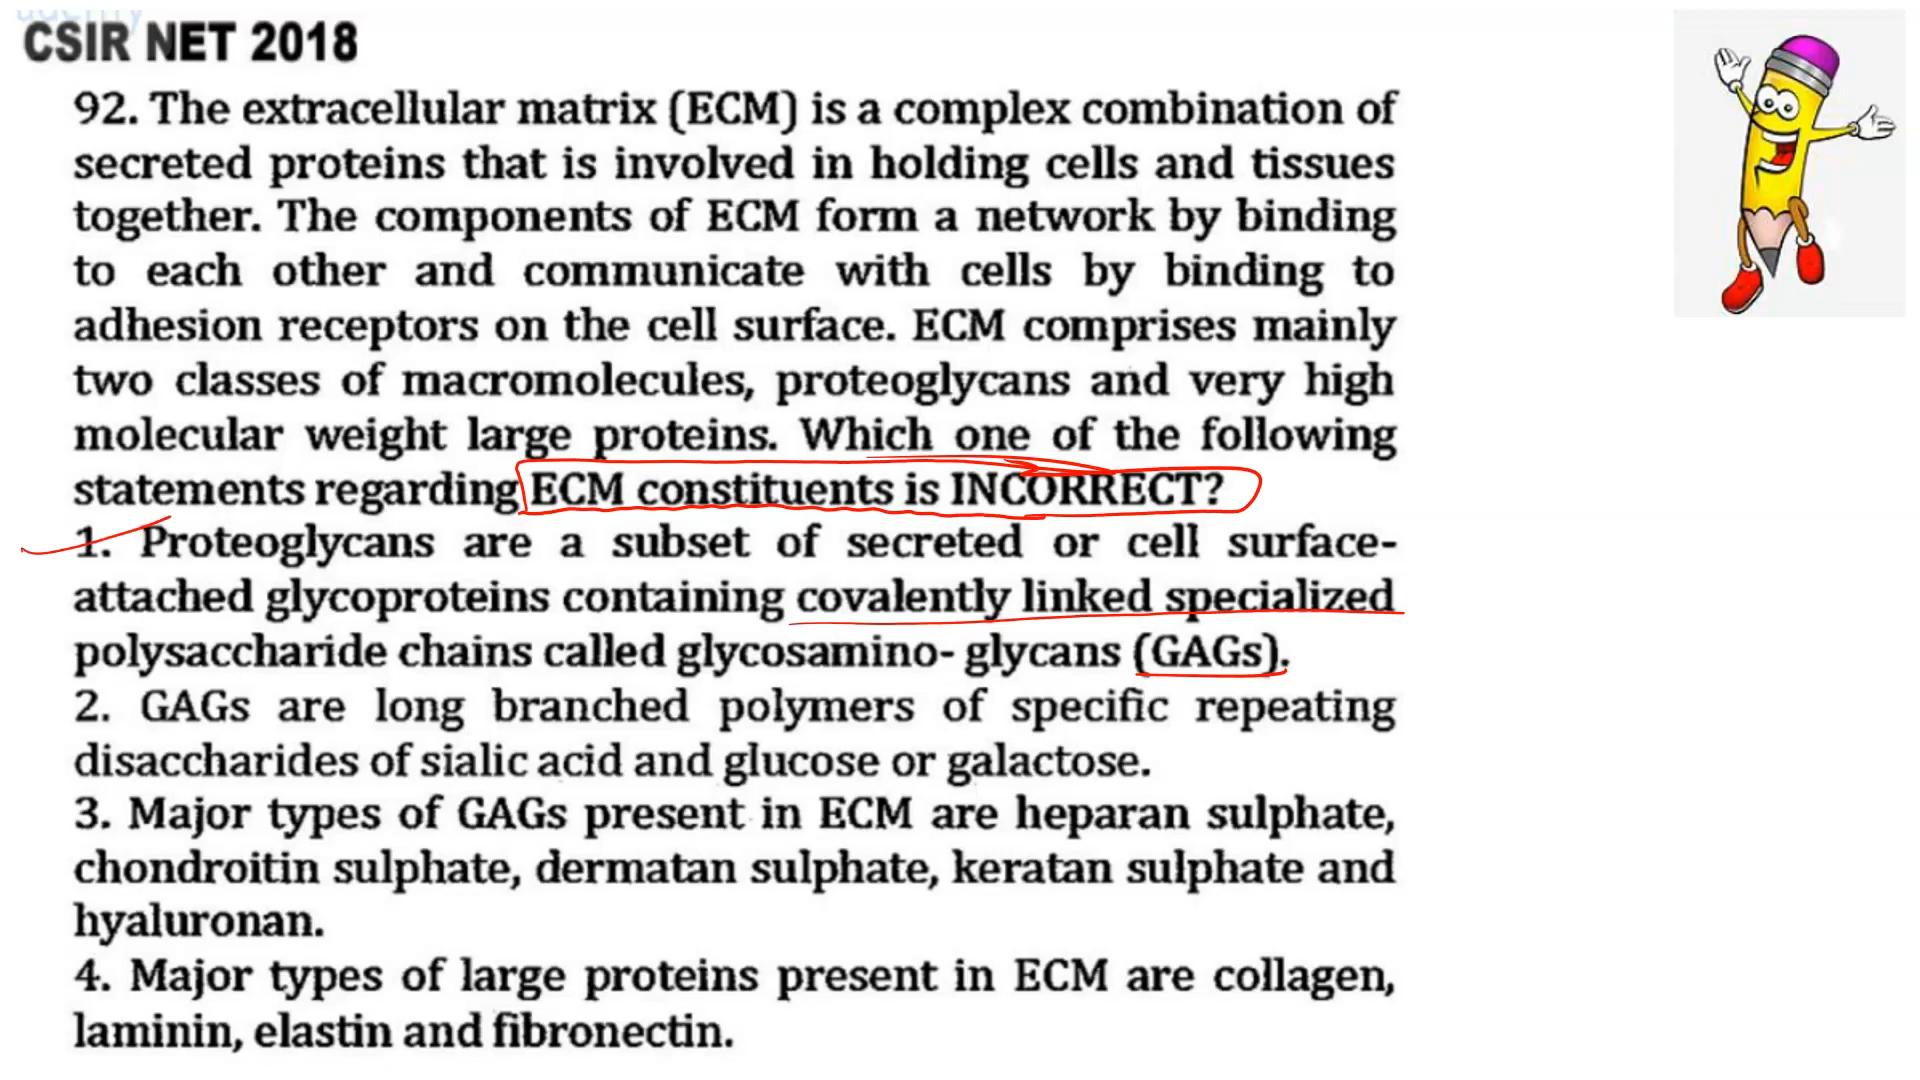 udemy
CSIR NET 2018
92. The extracellular matrix (ECM) is a complex combination of
secreted proteins that is involved in holding cells and tissues
together. The components of ECM form a network by binding
to each other and communicate with cells by binding to
adhesion receptors on the cell surface. ECM comprises mainly
two classes of macromolecules, proteoglycans and very high
molecular weight large proteins. Which one of the following
statements regarding ECM constituents is INCORRECT?
1. Proteoglycans are a subset of secreted or cell surface-
attached glycoproteins containing covalently linked specialized
polysaccharide chains called glycosamino- glycans (GAGs).
2. GAGs are long branched polymers of specific repeating
disaccharides of sialic acid and glucose or galactose.
3. Major types of GAGs present in ECM are heparan sulphate,
chondroitin sulphate, dermatan sulphate, keratan sulphate and
hyaluronan.
4. Major types of large proteins present in ECM are collagen,
laminin, elastin and fibronectin.